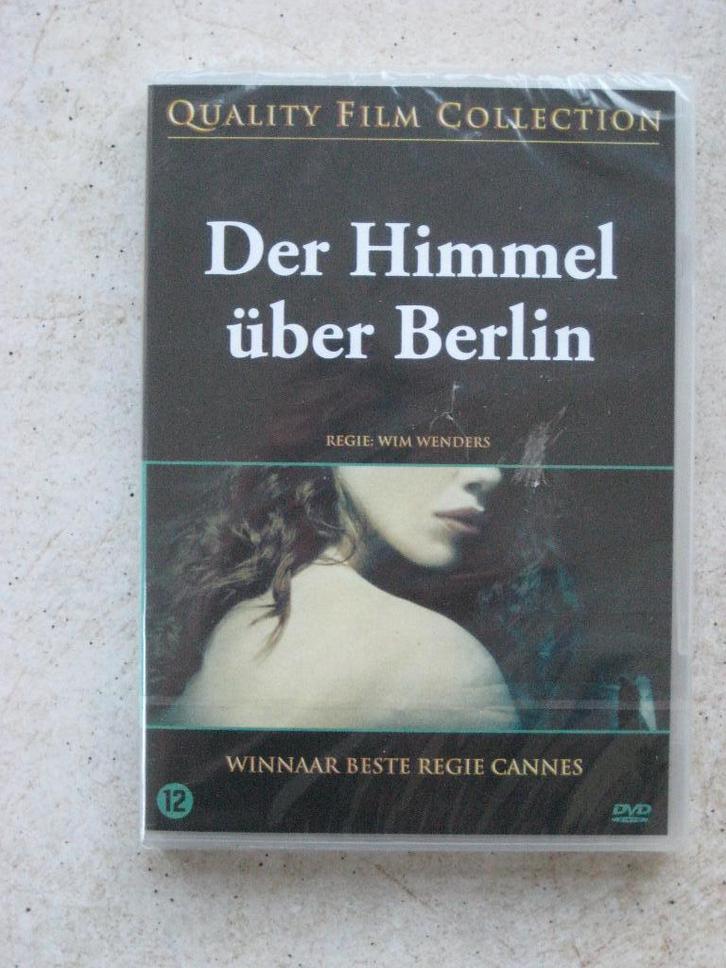 QUALITY FILM COLLECTION
Der Himmel
über Berlin
REGIE: WIM WENDERS
WINNAAR BESTE REGIE CANNES
12
DVD